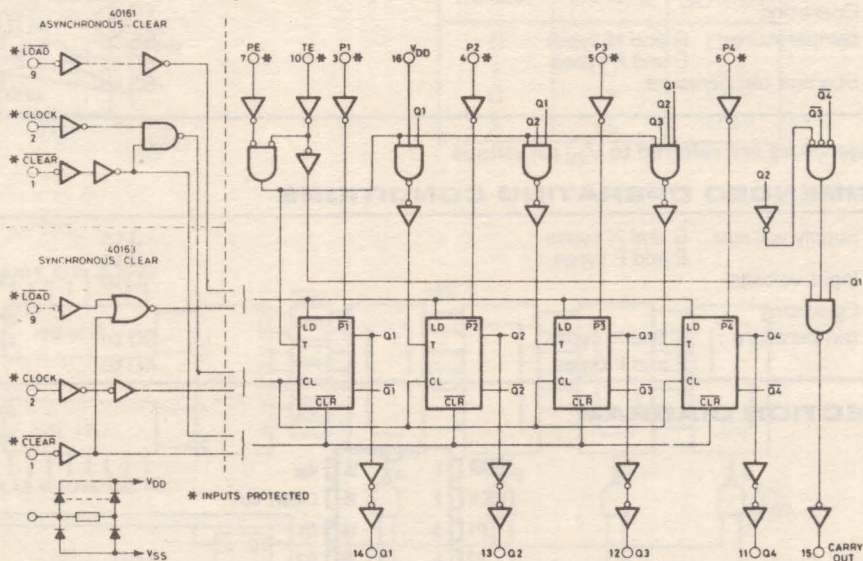 40161
ASYNCHRONOUS CLEAR
* LOAD
9
* CLOCK
2
* CLEAR
1
40163
SYNCHRONOUS CLEAR
* LOAD
9
* CLOCK
2
* CLEAR
1
VDD
VSS
* INPUTS PROTECTED
PE
7 *
TE
10 *
P1
3 *
VDD
16
P2
4 *
P3
5 *
P4
6 *
Q1
Q1
Q2
Q1
Q2
Q3
Q4
Q3
Q2
Q1
LD P1
T
CL
CLR
Q1
Q1
LD P2
T
CL
CLR
Q2
Q2
LD P3
T
CL
CLR
Q3
Q3
LD P4
T
CL
CLR
Q4
Q4
14 Q1
13 Q2
12 Q3
11 Q4
15 CARRY OUT